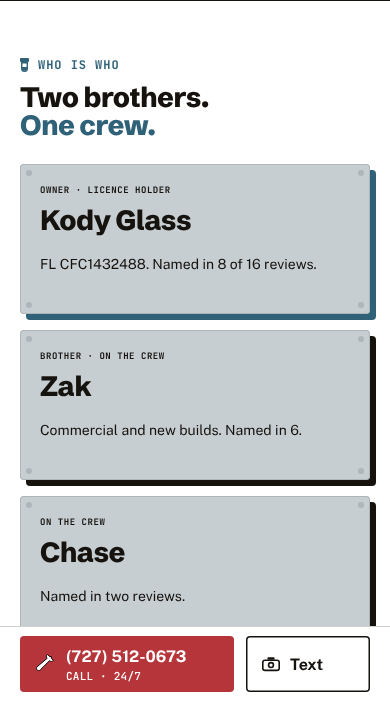 WHO IS WHO
Two brothers.
One crew.
OWNER · LICENCE HOLDER
Kody Glass
FL CFC1432488. Named in 8 of 16 reviews.
BROTHER · ON THE CREW
Zak
Commercial and new builds. Named in 6.
ON THE CREW
Chase
Named in two reviews.
(727) 512-0673
CALL · 24/7
Text